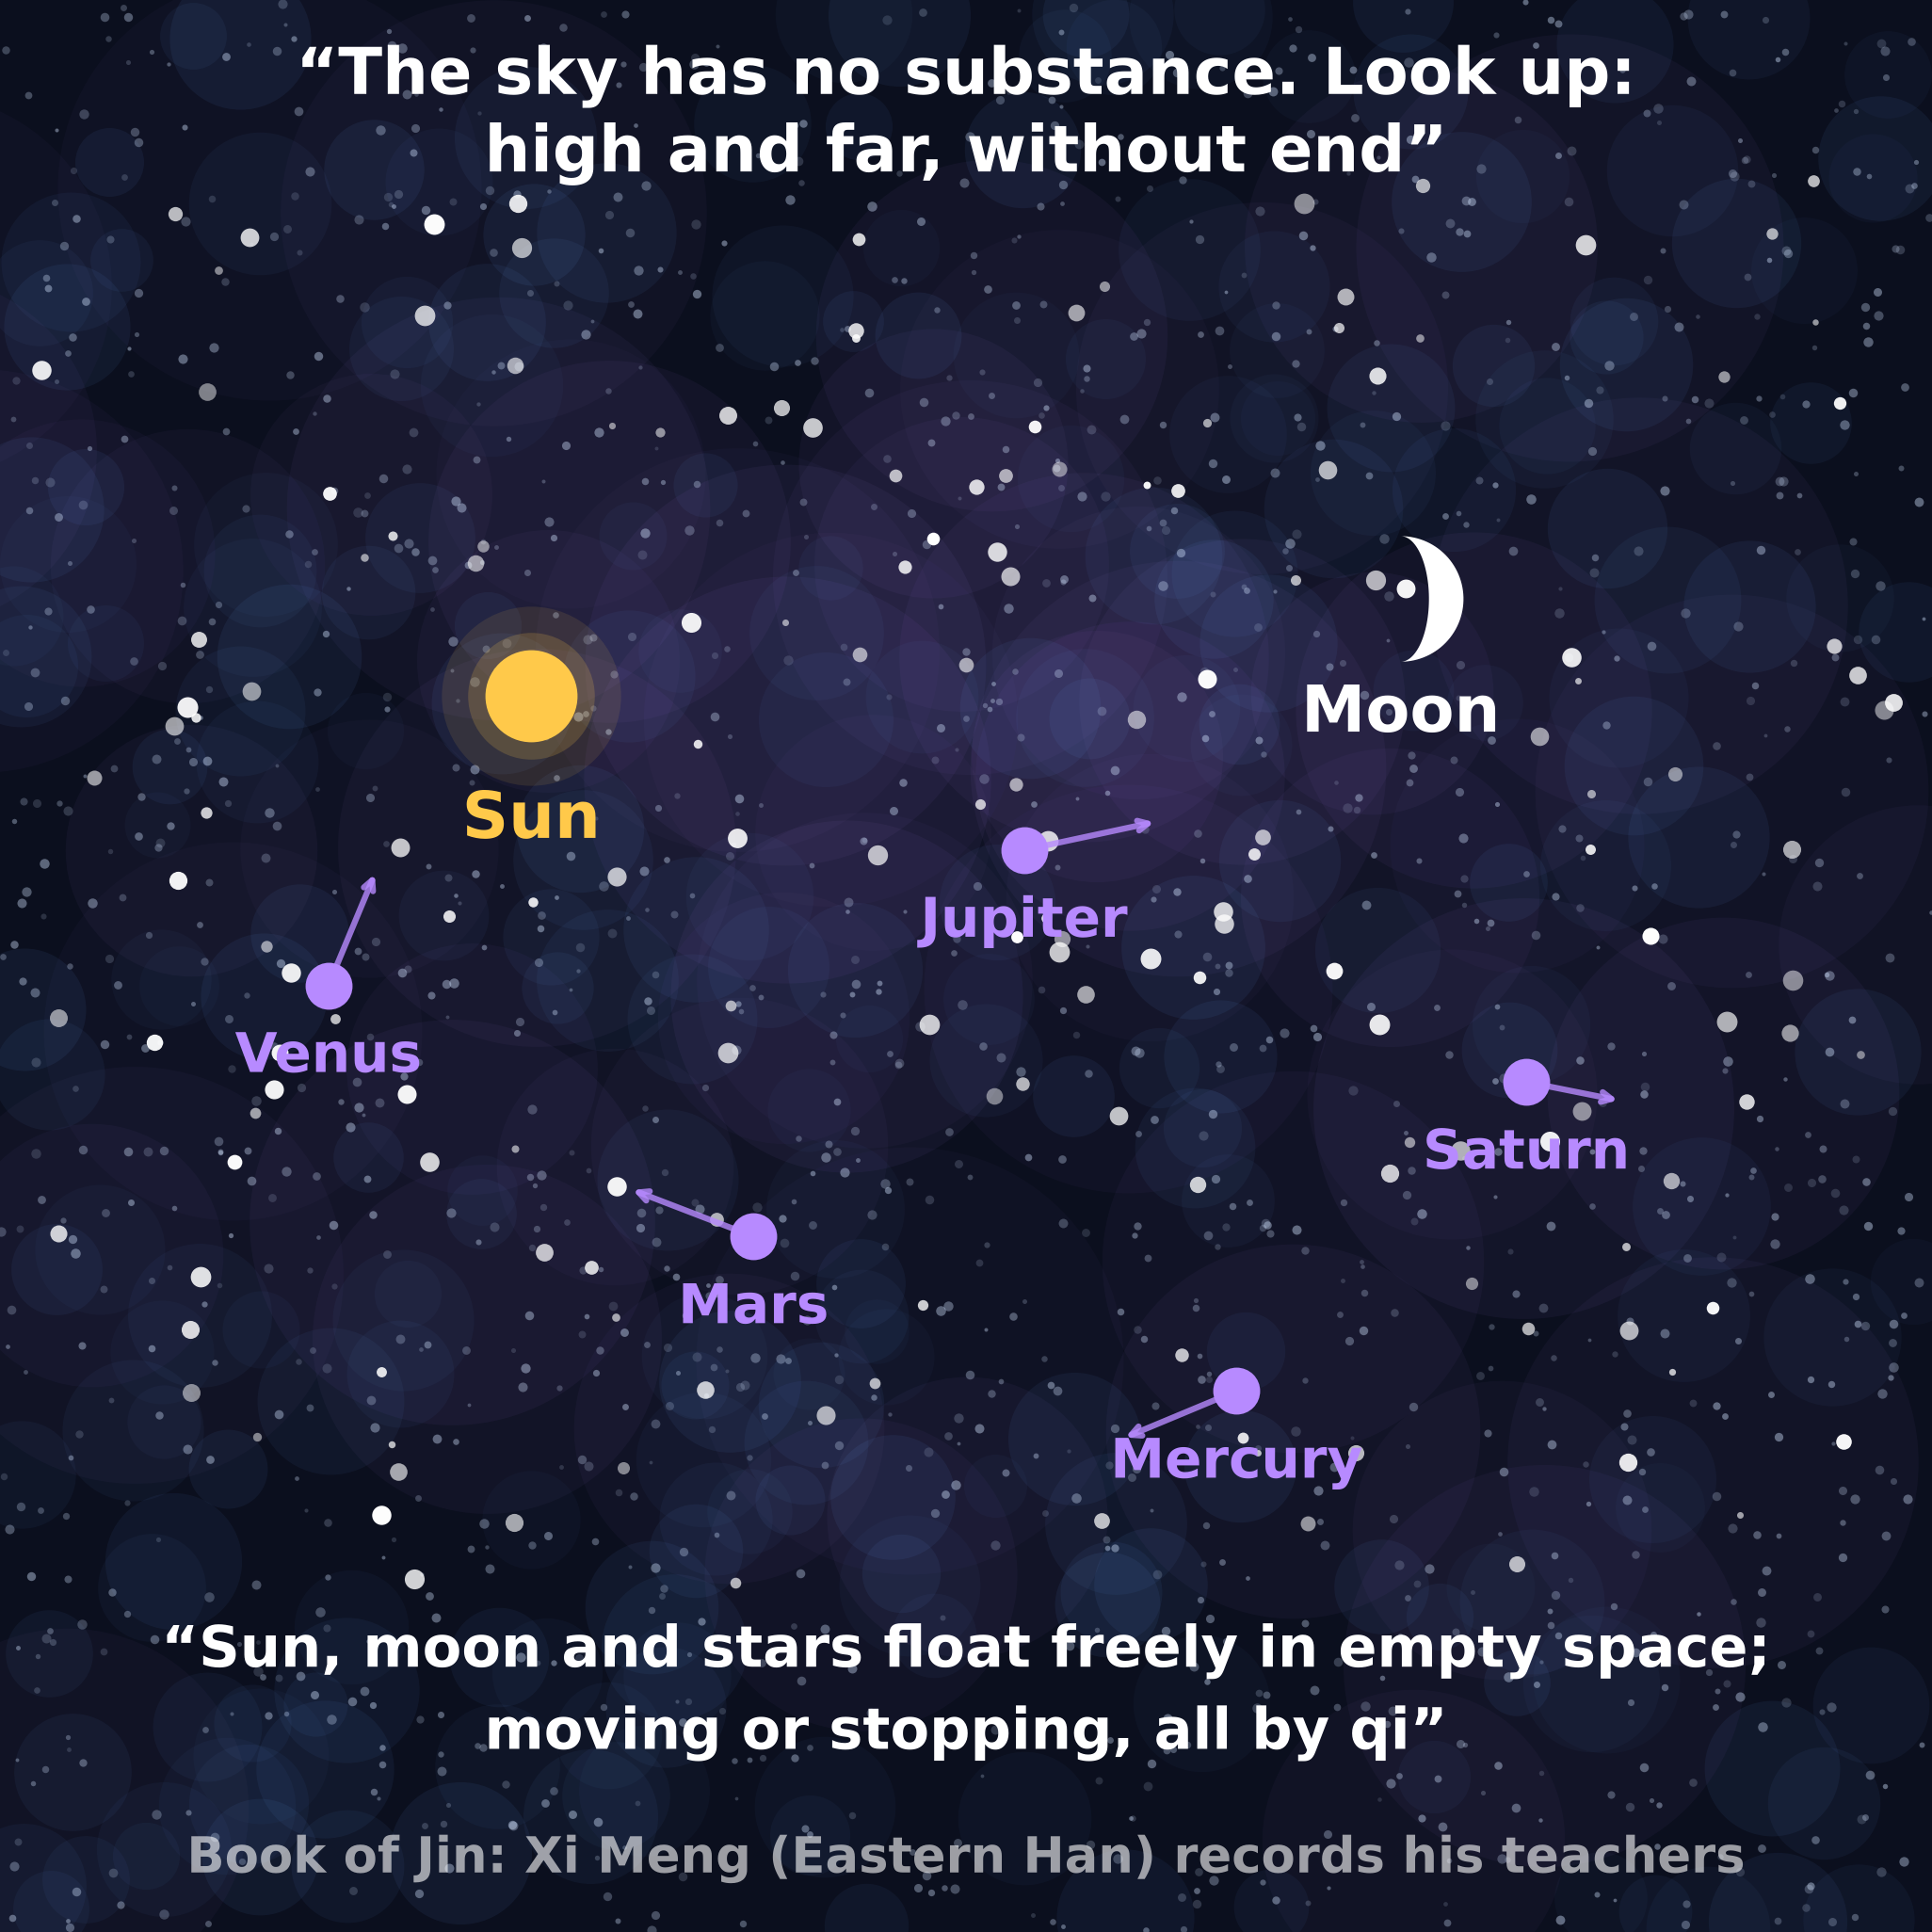 “The sky has no substance. Look up:
high and far, without end”
Moon
Sun
Jupiter
Venus
Saturn
Mars
Mercury
“Sun, moon and stars float freely in empty space;
moving or stopping, all by qi”
Book of Jin: Xi Meng (Eastern Han) records his teachers